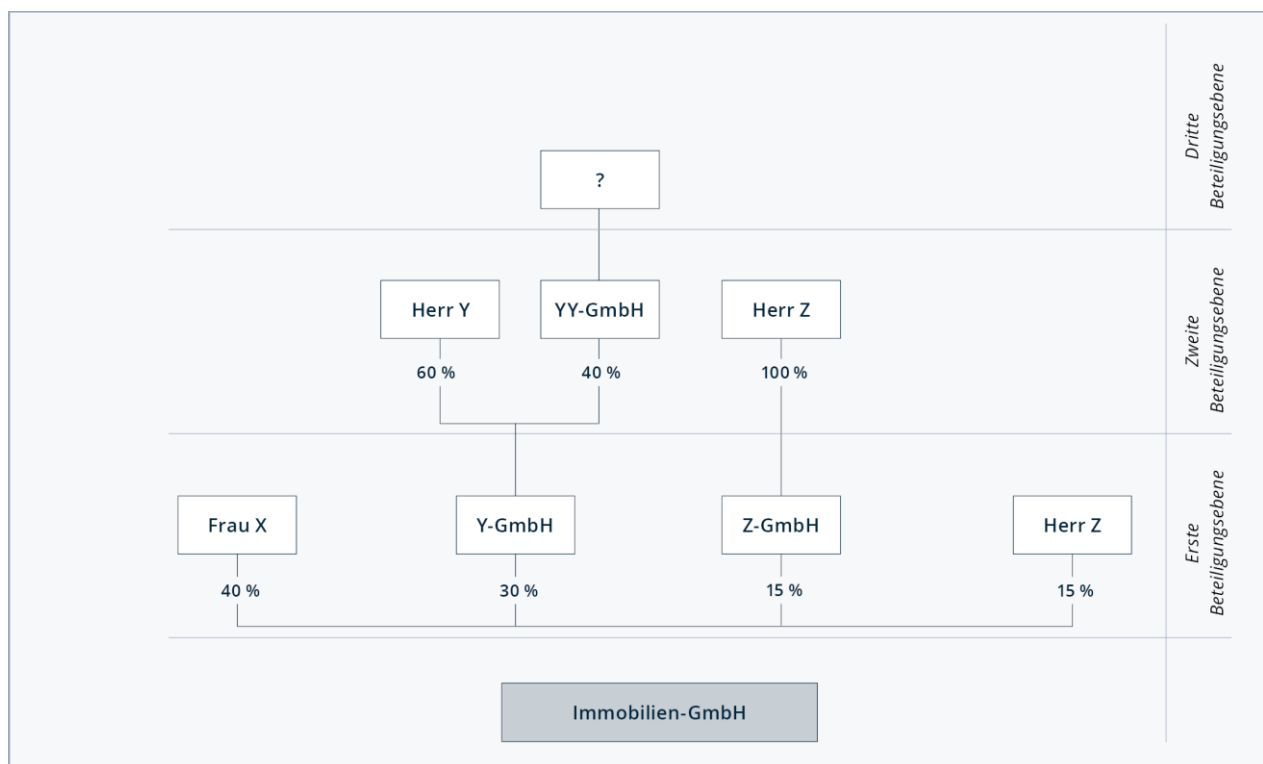 Dritte
Beteiligungsebene
?
Herr Y
YY-GmbH
Herr Z
Zweite
Beteiligungsebene
60 %
40 %
100 %
Frau X
Y-GmbH
Z-GmbH
Herr Z
Erste
Beteiligungsebene
40 %
30 %
15 %
15 %
Immobilien-GmbH